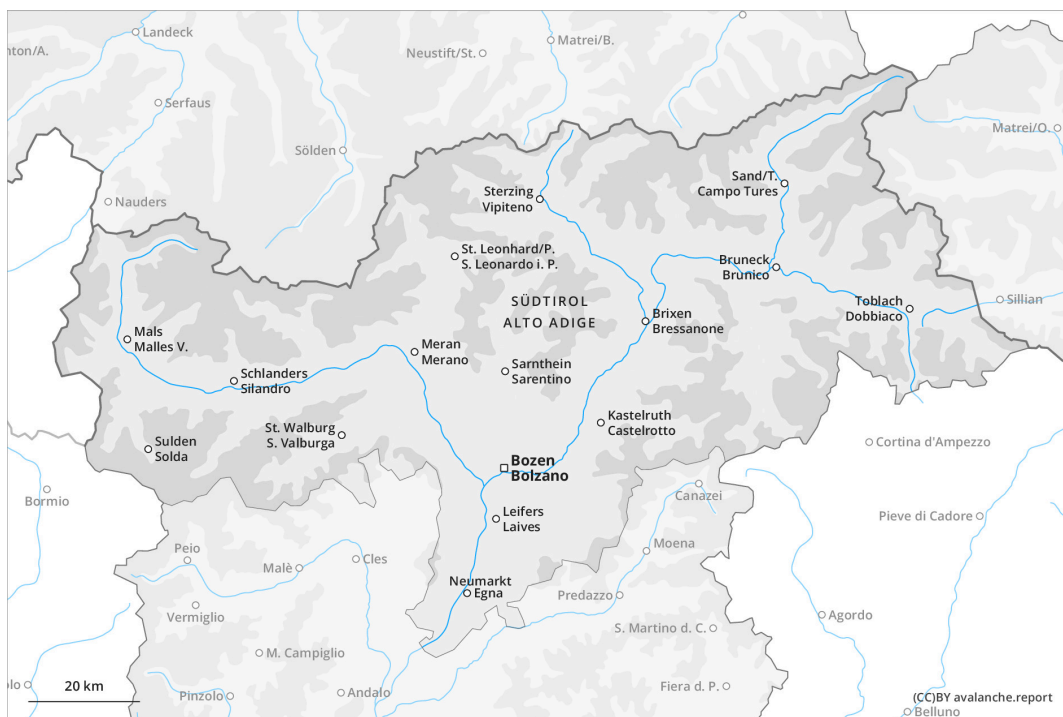 Landeck
nton/A.
Neustift/St.
Matrei/B.
Serfaus
Matrei/O.
Sölden
Sand/T.
Campo Tures
Sterzing
Vipiteno
Nauders
St. Leonhard/P.
S. Leonardo i. P.
Bruneck
Brunico
SÜDTIROL
ALTO ADIGE
Toblach
Dobbiaco
Sillian
Brixen
Bressanone
Mals
Malles V.
Meran
Merano
Sarnthein
Sarentino
Schlanders
Silandro
Kastelruth
Castelrotto
St. Walburg
S. Valburga
Sulden
Solda
Cortina d'Ampezzo
Bozen
Bolzano
Bormio
Canazei
Leifers
Laives
Pieve di Cadore
Moena
Peio
Malè
Cles
Neumarkt
Egna
Predazzo
Vermiglio
Agordo
S. Martino d. C.
M. Campiglio
olo
20 km
Pinzolo
Andalo
Fiera d. P.
(CC)BY avalanche.report
Belluno